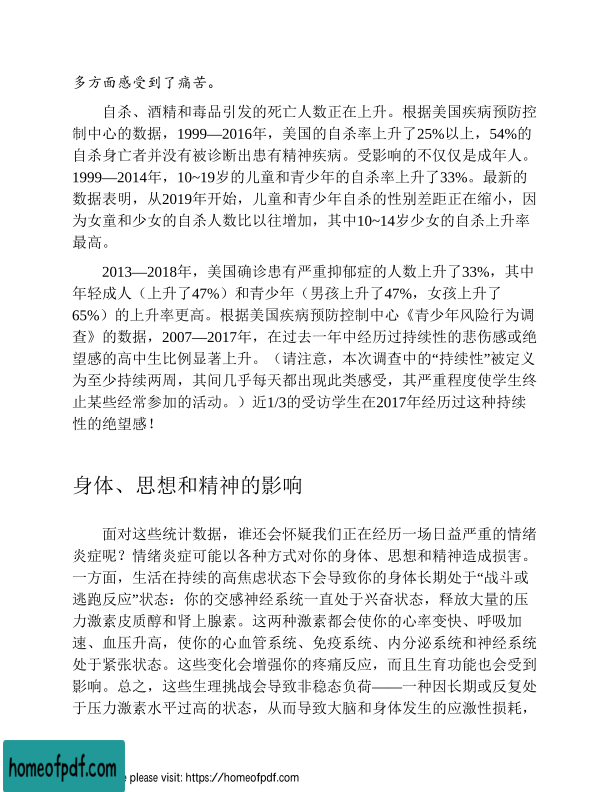 多方面感受到了痛苦。
自杀、酒精和毒品引发的死亡人数正在上升。根据美国疾病预防控
制中心的数据，1999—2016年，美国的自杀率上升了25%以上，54%的
自杀身亡者并没有被诊断出患有精神疾病。受影响的不仅仅是成年人。
1999—2014年，10~19岁的儿童和青少年的自杀率上升了33%。最新的
数据表明，从2019年开始，儿童和青少年自杀的性别差距正在缩小，因
为女童和少女的自杀人数比以往增加，其中10~14岁少女的自杀上升率
最高。
2013—2018年，美国确诊患有严重抑郁症的人数上升了33%，其中
年轻成人（上升了47%）和青少年（男孩上升了47%，女孩上升了
65%）的上升率更高。根据美国疾病预防控制中心《青少年风险行为调
查》的数据，2007—2017年，在过去一年中经历过持续性的悲伤感或绝
望感的高中生比例显著上升。（请注意，本次调查中的“持续性”被定义
为至少持续两周，其间几乎每天都出现此类感受，其严重程度使学生终
止某些经常参加的活动。）近1/3的受访学生在2017年经历过这种持续
性的绝望感！
身体、思想和精神的影响
面对这些统计数据，谁还会怀疑我们正在经历一场日益严重的情绪
炎症呢？情绪炎症可能以各种方式对你的身体、思想和精神造成损害。
一方面，生活在持续的高焦虑状态下会导致你的身体长期处于“战斗或
逃跑反应”状态：你的交感神经系统一直处于兴奋状态，释放大量的压
力激素皮质醇和肾上腺素。这两种激素都会使你的心率变快、呼吸加
速、血压升高，使你的心血管系统、免疫系统、内分泌系统和神经系统
处于紧张状态。这些变化会增强你的疼痛反应，而且生育功能也会受到
影响。总之，这些生理挑战会导致非稳态负荷——一种因长期或反复处
于压力激素水平过高的状态，从而导致大脑和身体发生的应激性损耗，
homeofpdf.com
e please visit: https://homeofpdf.com